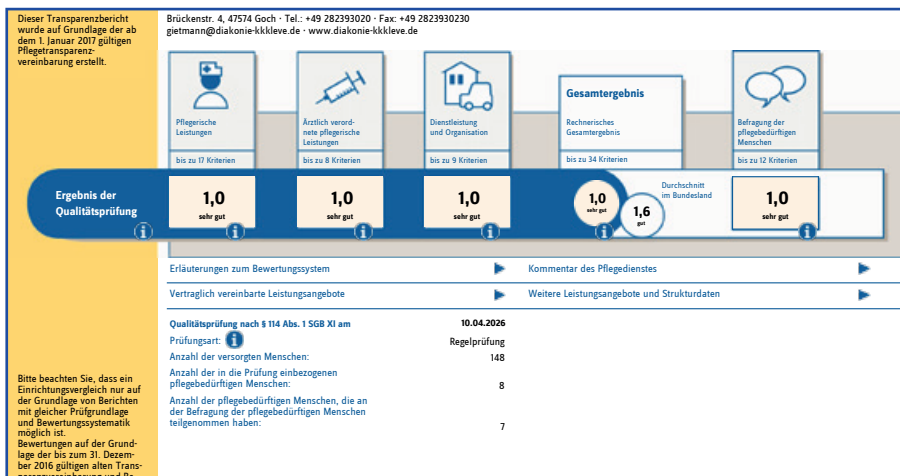 Dieser Transparenzbericht
wurde auf Grundlage der ab
dem 1. Januar 2017 gültigen
Pflegetransparenz-
vereinbarung erstellt.
Brückenstr. 4, 47574 Goch · Tel.: +49 282393020 · Fax: +49 2823930230
gietmann@diakonie-kkkleve.de · www.diakonie-kkkleve.de
Pflegerische
Leistungen
bis zu 17 Kriterien
Ärztlich verord-
nete pflegerische
Leistungen
bis zu 8 Kriterien
Dienstleistung
und Organisation
bis zu 9 Kriterien
Gesamtergebnis
Rechnerisches
Gesamtergebnis
bis zu 34 Kriterien
Befragung der
pflegebedürftigen
Menschen
bis zu 12 Kriterien
Ergebnis der
Qualitätsprüfung
1,0
sehr gut
1,0
sehr gut
1,0
sehr gut
1,0
sehr gut
Durchschnitt
im Bundesland
1,6
gut
1,0
sehr gut
Erläuterungen zum Bewertungssystem
Kommentar des Pflegedienstes
Vertraglich vereinbarte Leistungsangebote
Weitere Leistungsangebote und Strukturdaten
Qualitätsprüfung nach § 114 Abs. 1 SGB XI am 10.04.2026
Prüfungsart: Regelprüfung
Anzahl der versorgten Menschen: 148
Anzahl der in die Prüfung einbezogenen
pflegebedürftigen Menschen: 8
Anzahl der pflegebedürftigen Menschen, die an
der Befragung der pflegebedürftigen Menschen
teilgenommen haben: 7
Bitte beachten Sie, dass ein
Einrichtungsvergleich nur auf
der Grundlage von Berichten
mit gleicher Prüfgrundlage
und Bewertungssystematik
möglich ist.
Bewertungen auf der Grund-
lage der bis zum 31. Dezem-
ber 2016 gültigen alten Trans-